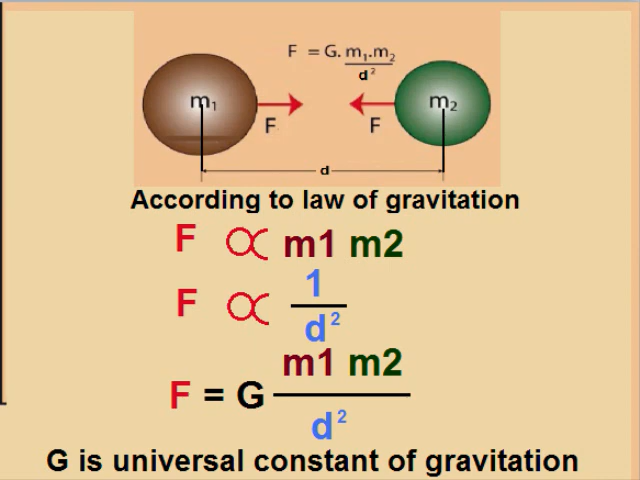 F = G. m₁.m₂
d²
m₁ m₂
F F
d
According to law of gravitation
F ∝ m1 m2
F ∝ 1
d²
m1 m2
F = G
d²
G is universal constant of gravitation